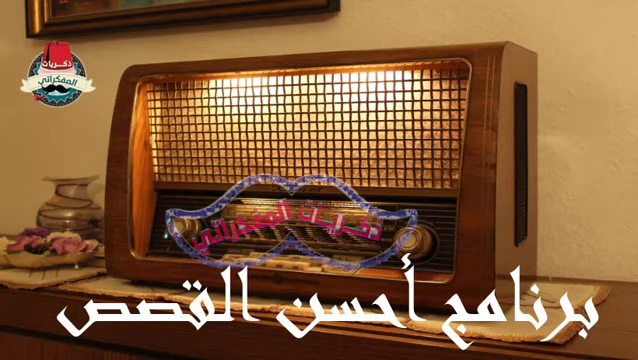 ذكريات
المفكراتي
ذكريات المفكراتي
برنامج أحسن القصص